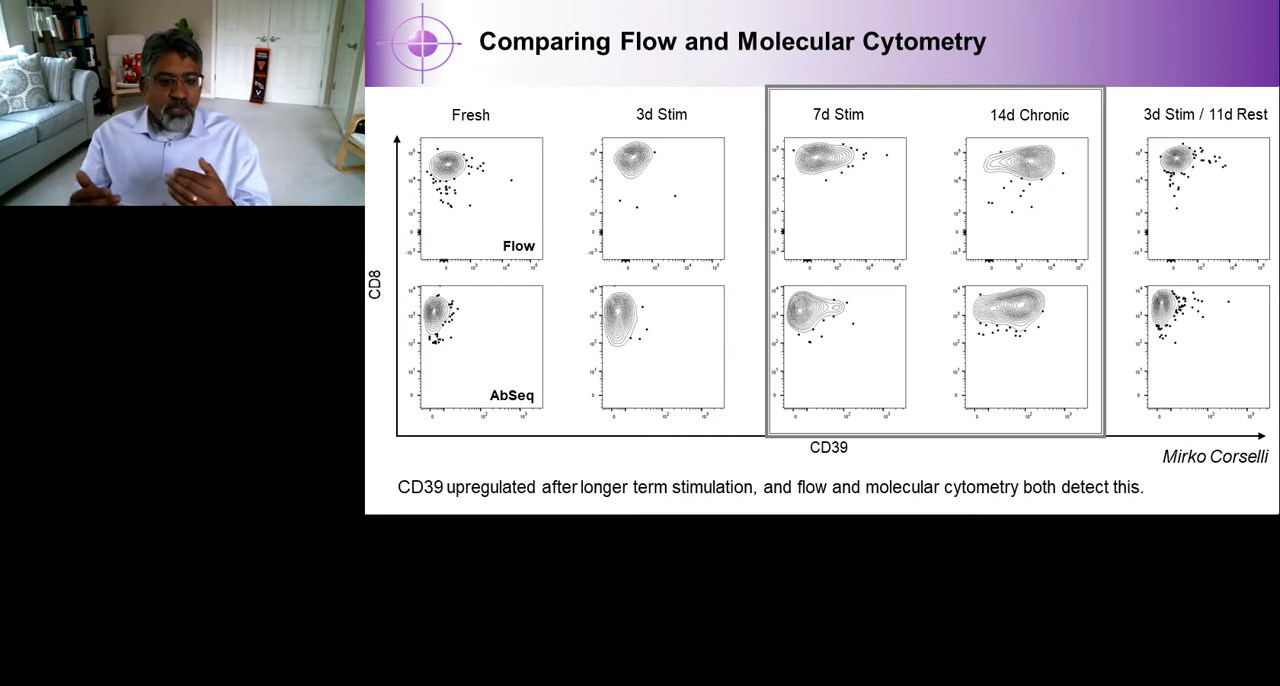 Comparing Flow and Molecular Cytometry
Fresh
3d Stim
7d Stim
14d Chronic
3d Stim / 11d Rest
CD8
Flow
AbSeq
CD39
Mirko Corselli
CD39 upregulated after longer term stimulation, and flow and molecular cytometry both detect this.